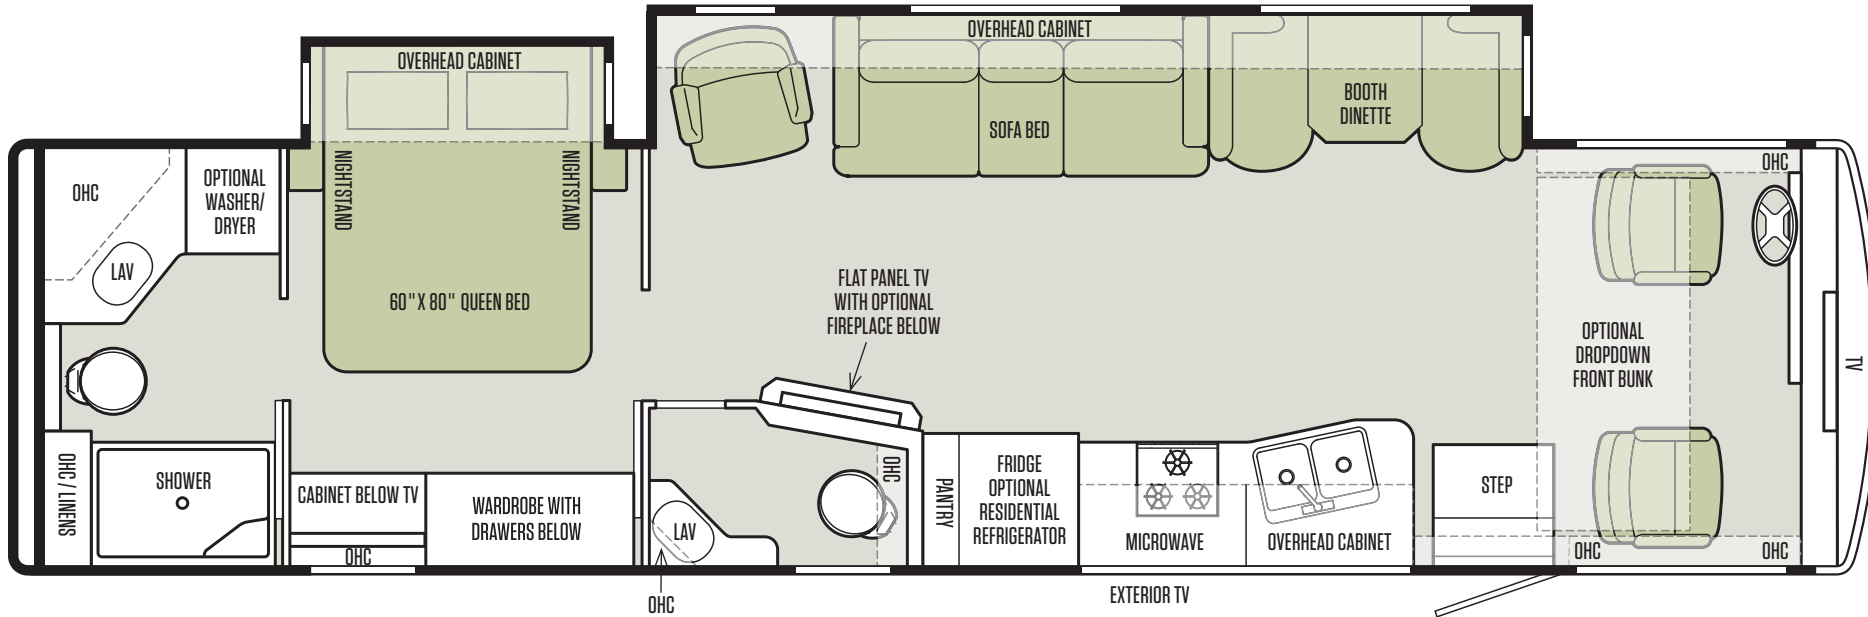 OVERHEAD CABINET
OVERHEAD CABINET
SOFA BED
BOOTH
DINETTE
OHC
OPTIONAL
WASHER/
DRYER
LAV
NIGHTSTAND
NIGHTSTAND
60"X 80" QUEEN BED
FLAT PANEL TV
WITH OPTIONAL
FIREPLACE BELOW
OHC
OPTIONAL
DROPDOWN
FRONT BUNK
TV
OHC / LINENS
SHOWER
CABINET BELOW TV
OHC
WARDROBE WITH
DRAWERS BELOW
LAV
OHC
OHC
PANTRY
FRIDGE
OPTIONAL
RESIDENTIAL
REFRIGERATOR
MICROWAVE
OVERHEAD CABINET
STEP
OHC
OHC
EXTERIOR TV